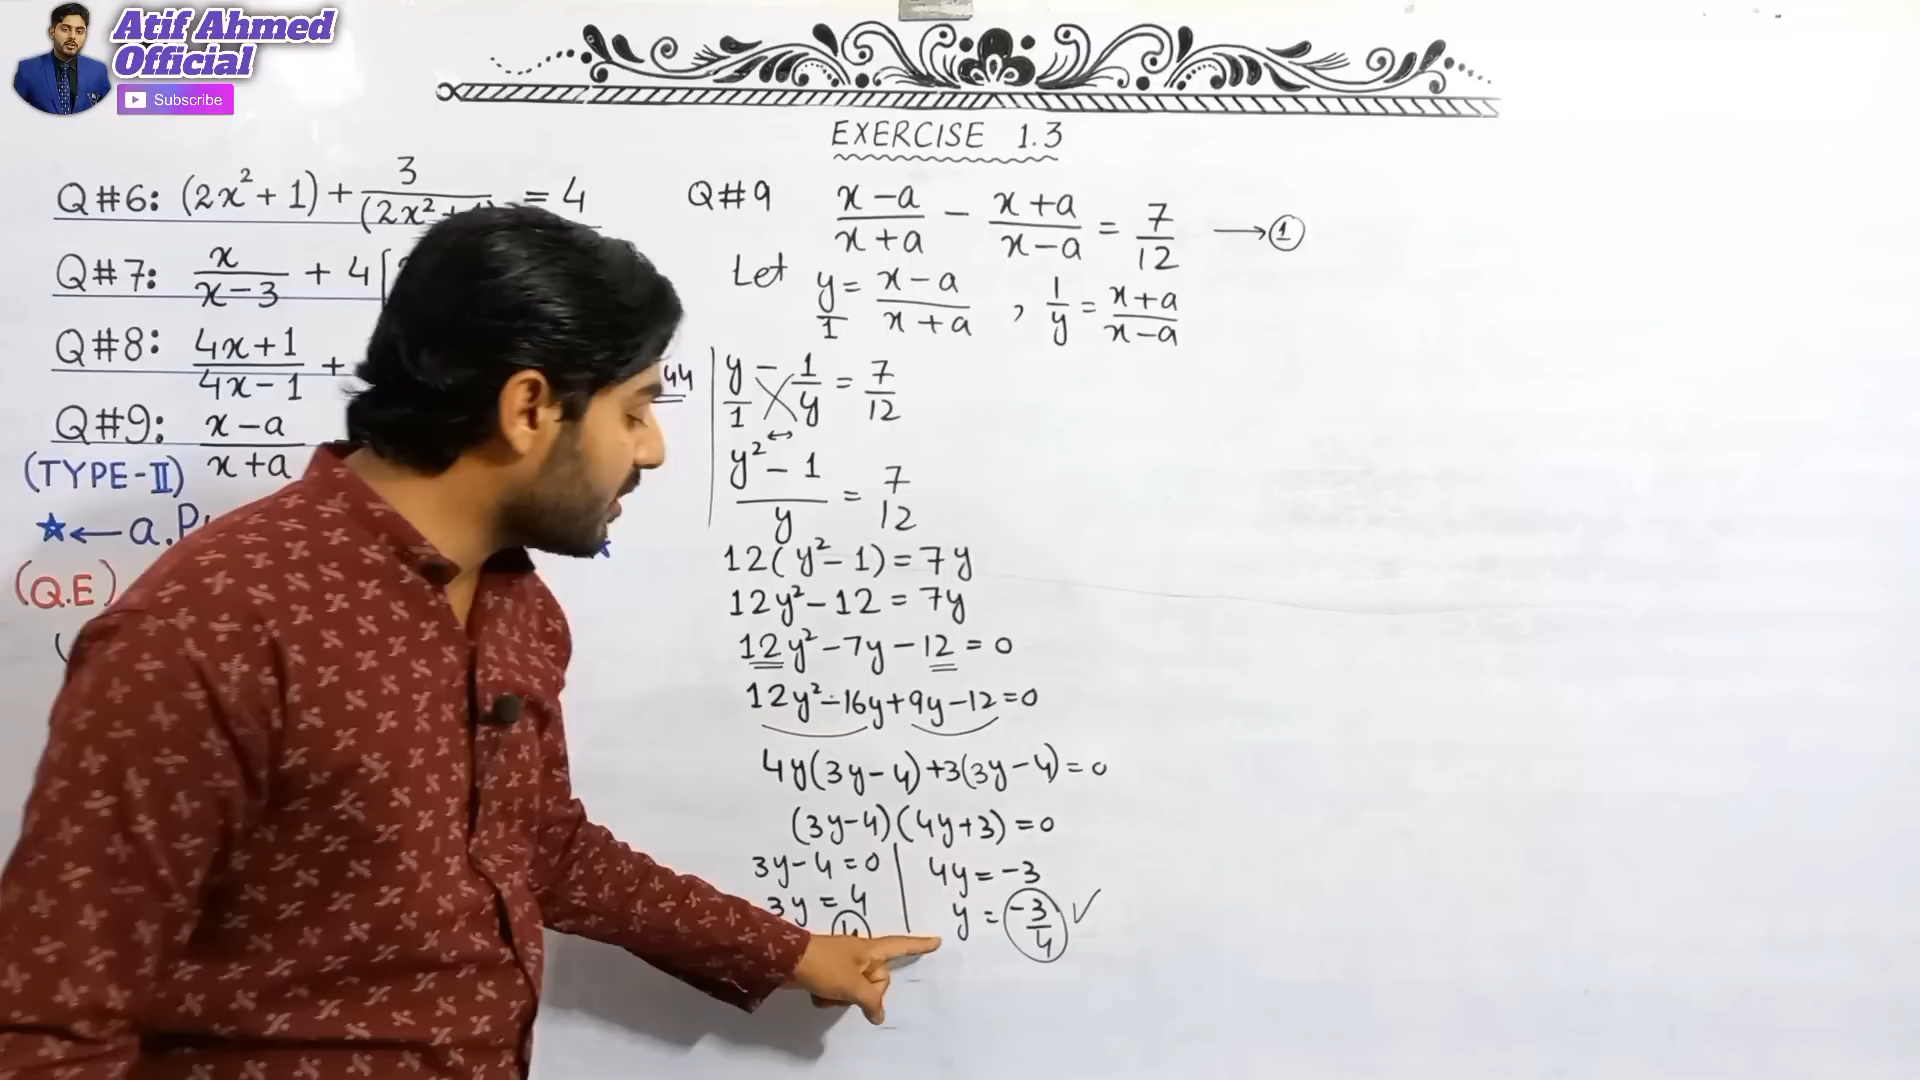 Atif Ahmed
Official
Subscribe
EXERCISE 1.3
Q#6: (2x²+1)+ 3/(2x²+ = 4
Q#7: x/x-3 + 4[
Q#8: 4x+1/4x-1 + 44
Q#9: x-a/x+a
(TYPE-II)
★←a.P
(Q.E)
Q#9 x-a/x+a - x+a/x-a = 7/12 →①
Let y/1 = x-a/x+a , 1/y = x+a/x-a
y/1 - 1/y = 7/12
y²-1/y = 7/12
12(y²-1)=7y
12y²-12=7y
12y²-7y-12=0
12y²-16y+9y-12=0
4y(3y-4)+3(3y-4)=0
(3y-4)(4y+3)=0
3y-4=0 | 4y=-3
3y=4 | y=-3/4 ✓